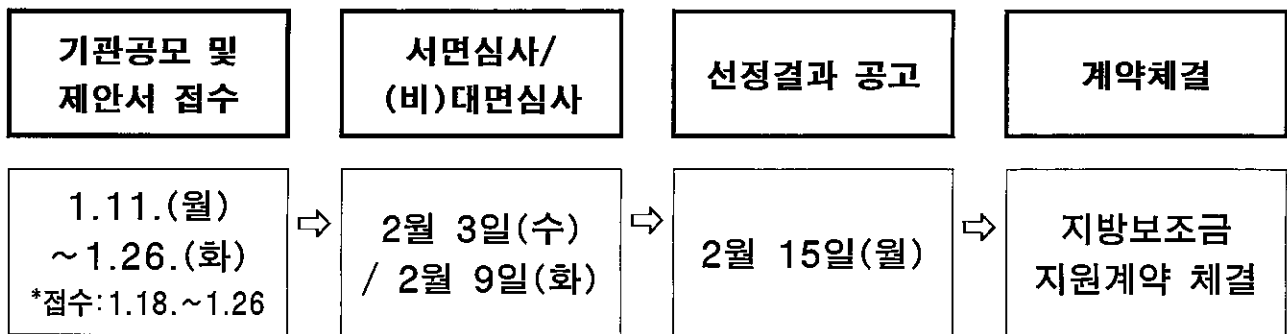 기관공모 및
제안서 접수
서면심사/
(비)대면심사
선정결과 공고
계약체결
1.11.(월)
~1.26.(화)
*접수:1.18.~1.26
⇨
2월 3일(수)
/ 2월 9일(화)
⇨
2월 15일(월)
⇨
지방보조금
지원계약 체결